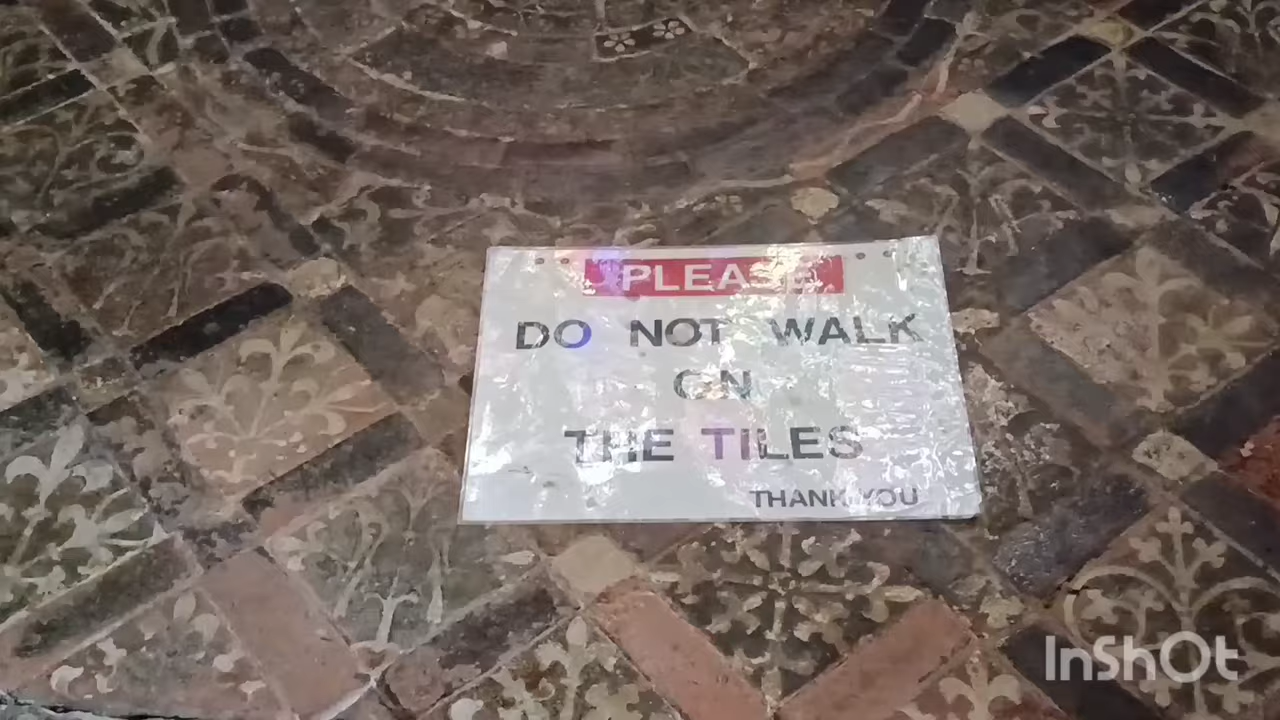 PLEASE
DO NOT WALK
ON
THE TILES
THANK YOU
InShOt